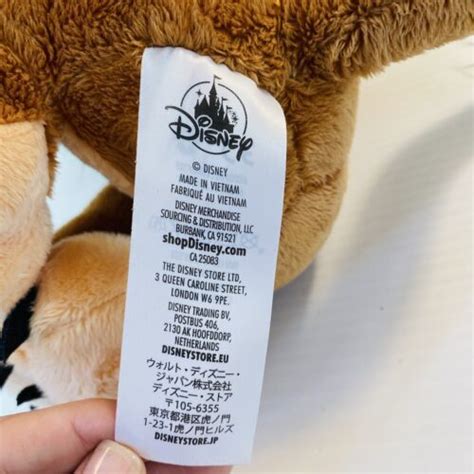 Disney
© DISNEY
MADE IN VIETNAM
FABRIQUÉ AU VIETNAM
DISNEY MERCHANDISE
SOURCING & DISTRIBUTION, LLC
BURBANK, CA 91521
shopDisney.com
CA 25083
THE DISNEY STORE LTD,
3 QUEEN CAROLINE STREET,
LONDON W6 9PE.
DISNEY TRADING BV,
POSTBUS 406,
2130 AK HOOFDDORP,
NETHERLANDS
DISNEYSTORE.EU
ウォルト・ディズニー・
ジャパン株式会社
ディズニー・ストア
〒105-6355
東京都港区虎ノ門
1-23-1虎ノ門ヒルズ
DISNEYSTORE.JP